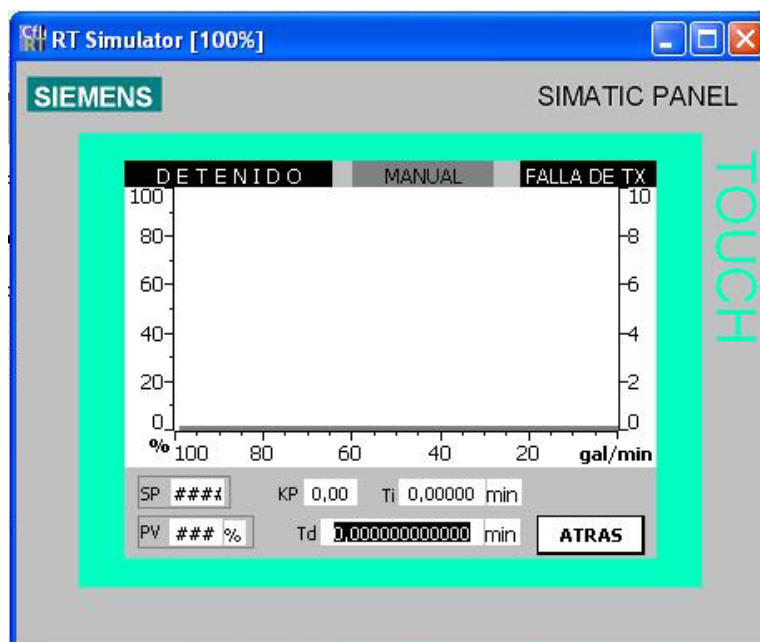 RT Simulator [100%]
SIEMENS
SIMATIC PANEL
TOUCH
DETENIDO MANUAL FALLA DE TX
100 10
80 8
60 6
40 4
20 2
0 0
% 100 80 60 40 20 gal/min
SP #### KP 0,00 Ti 0,00000 min
PV ### % Td 0,000000000000 min ATRAS